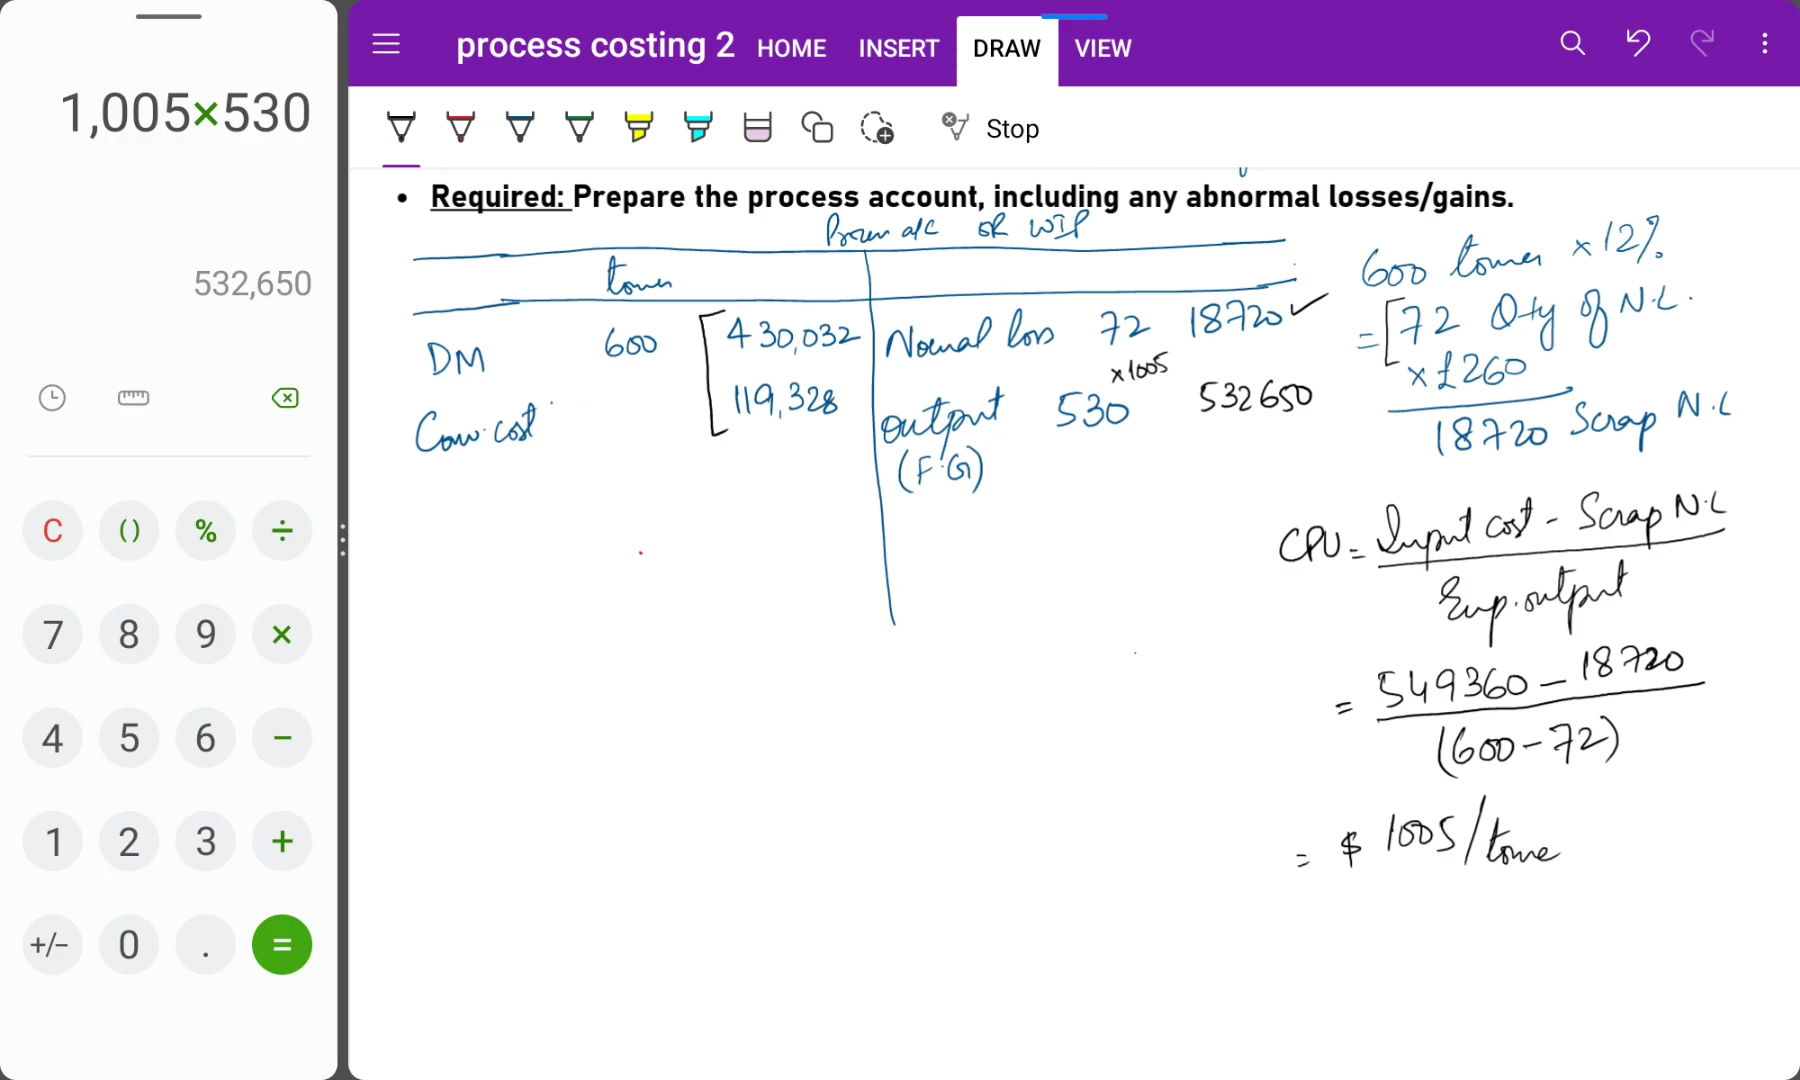 1,005×530
532,650
C () % ÷
7 8 9 ×
4 5 6 −
1 2 3 +
+/− 0 . =
process costing 2 HOME INSERT DRAW VIEW
Stop
• Required: Prepare the process account, including any abnormal losses/gains.
Process a/c OR WIP
tonnes
DM 600 430,032 Normal loss 72 18720 ✓
×1005
Conv. cost 119,328 output 530 532650
(F.G)
600 tonnes × 12%
= 72 Qty of N.L.
× £260
18720 Scrap N.L
CPU = Input cost - Scrap N.L
Exp. output
= 549360 - 18720
(600-72)
= $ 1005/tonne